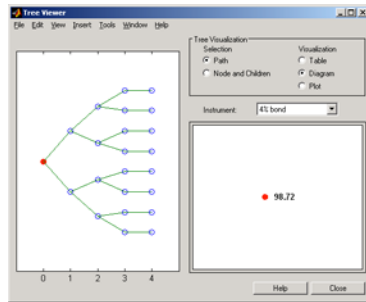 Tree Viewer
File Edit View Insert Tools Window Help
Tree Visualization
Selection
Visualization
Path
Table
Node and Children
Diagram
Plot
Instrument:
4% bond
98.72
0 1 2 3 4
Help
Close